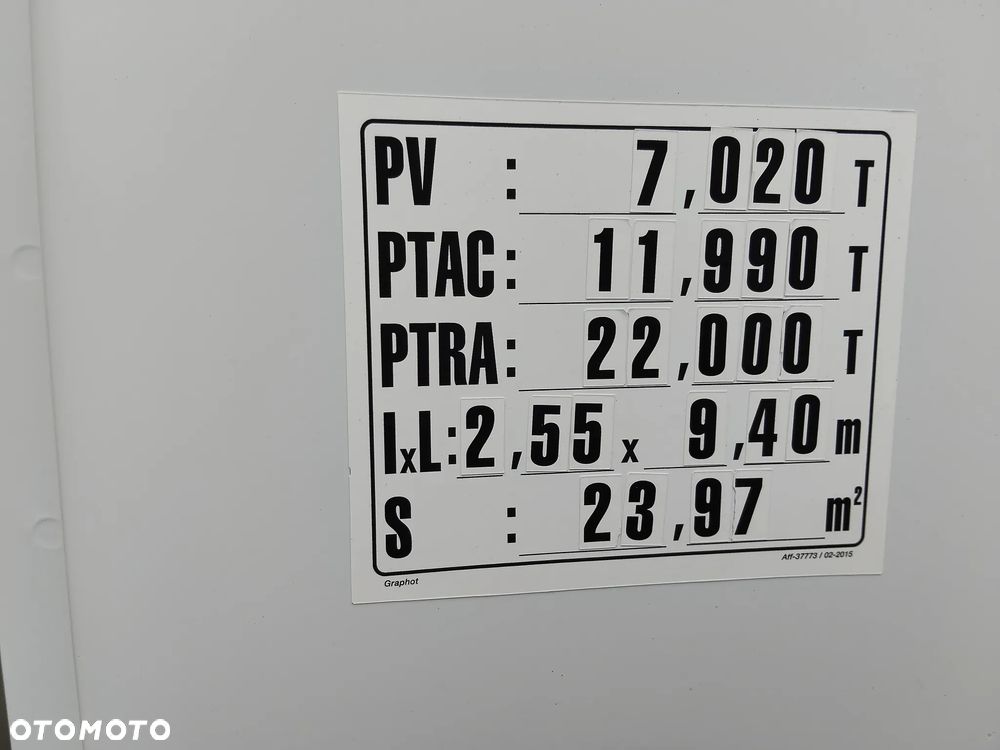 PV : 7,020 T
PTAC: 11,990 T
PTRA: 22,000 T
lxL: 2,55 x 9,40 m
S : 23,97 m²
Graphot
Aff-37773 / 02-2015
OTOMOTO